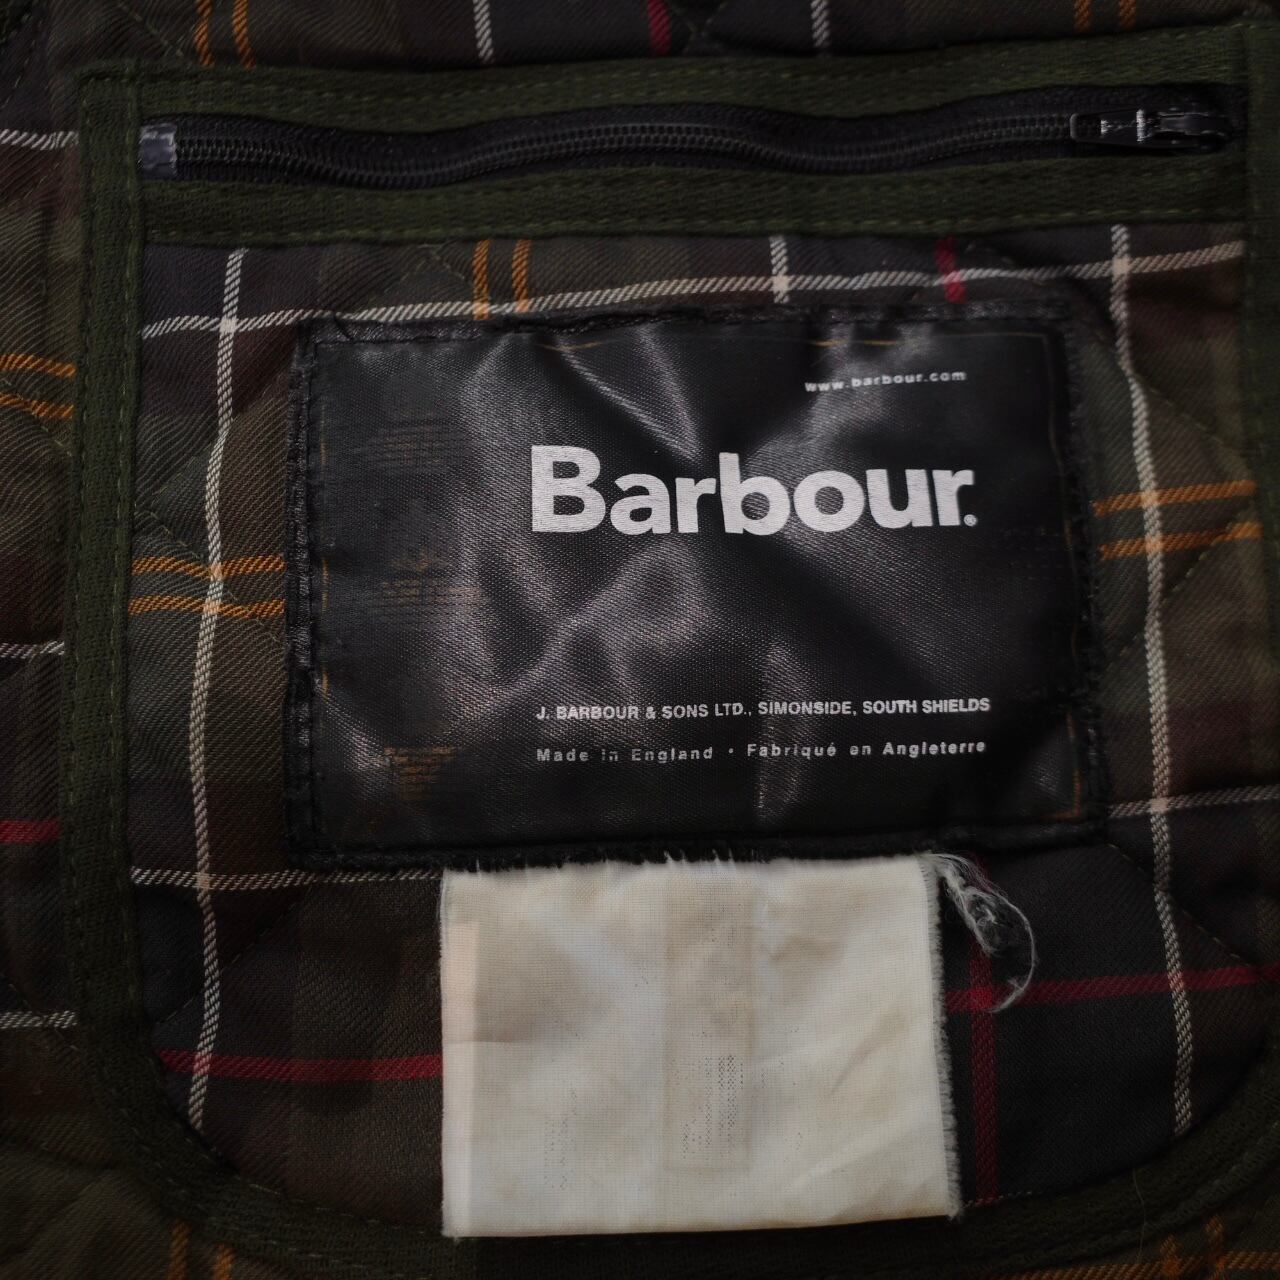 www.barbour.com
Barbour.®
J. BARBOUR & SONS LTD., SIMONSIDE, SOUTH SHIELDS
Made in England • Fabriqué en Angleterre